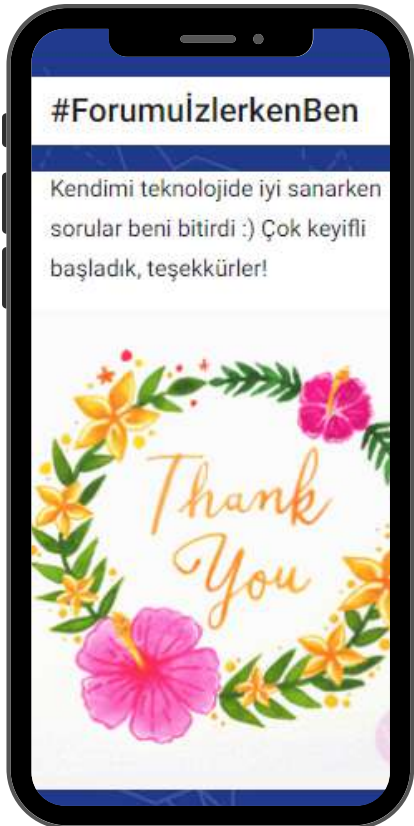 #ForumuİzlerkenBen
Kendimi teknolojide iyi sanarken
sorular beni bitirdi :) Çok keyifli
başladık, teşekkürler!
Thank
You